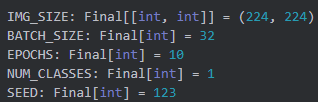 IMG_SIZE: Final[[int, int]] = (224, 224)
BATCH_SIZE: Final[int] = 32
EPOCHS: Final[int] = 10
NUM_CLASSES: Final[int] = 1
SEED: Final[int] = 123